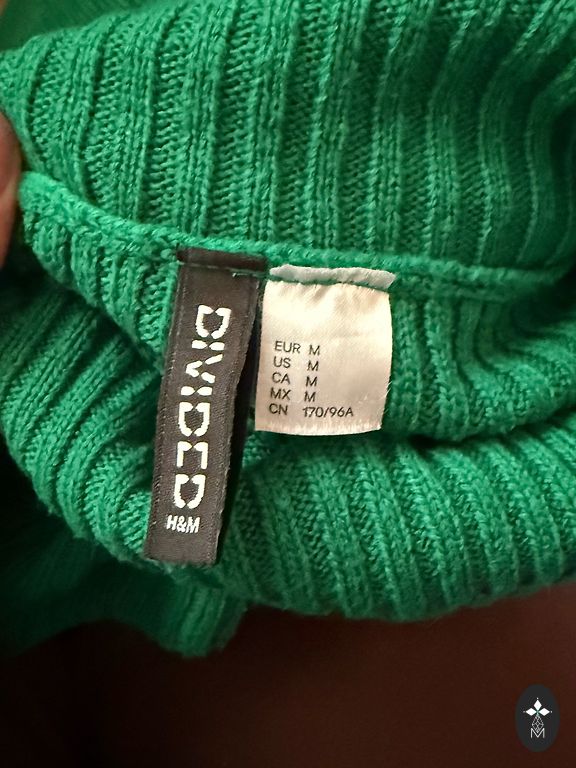 DIVIDED
H&M
EUR M
US M
CA M
MX M
CN 170/96A
M